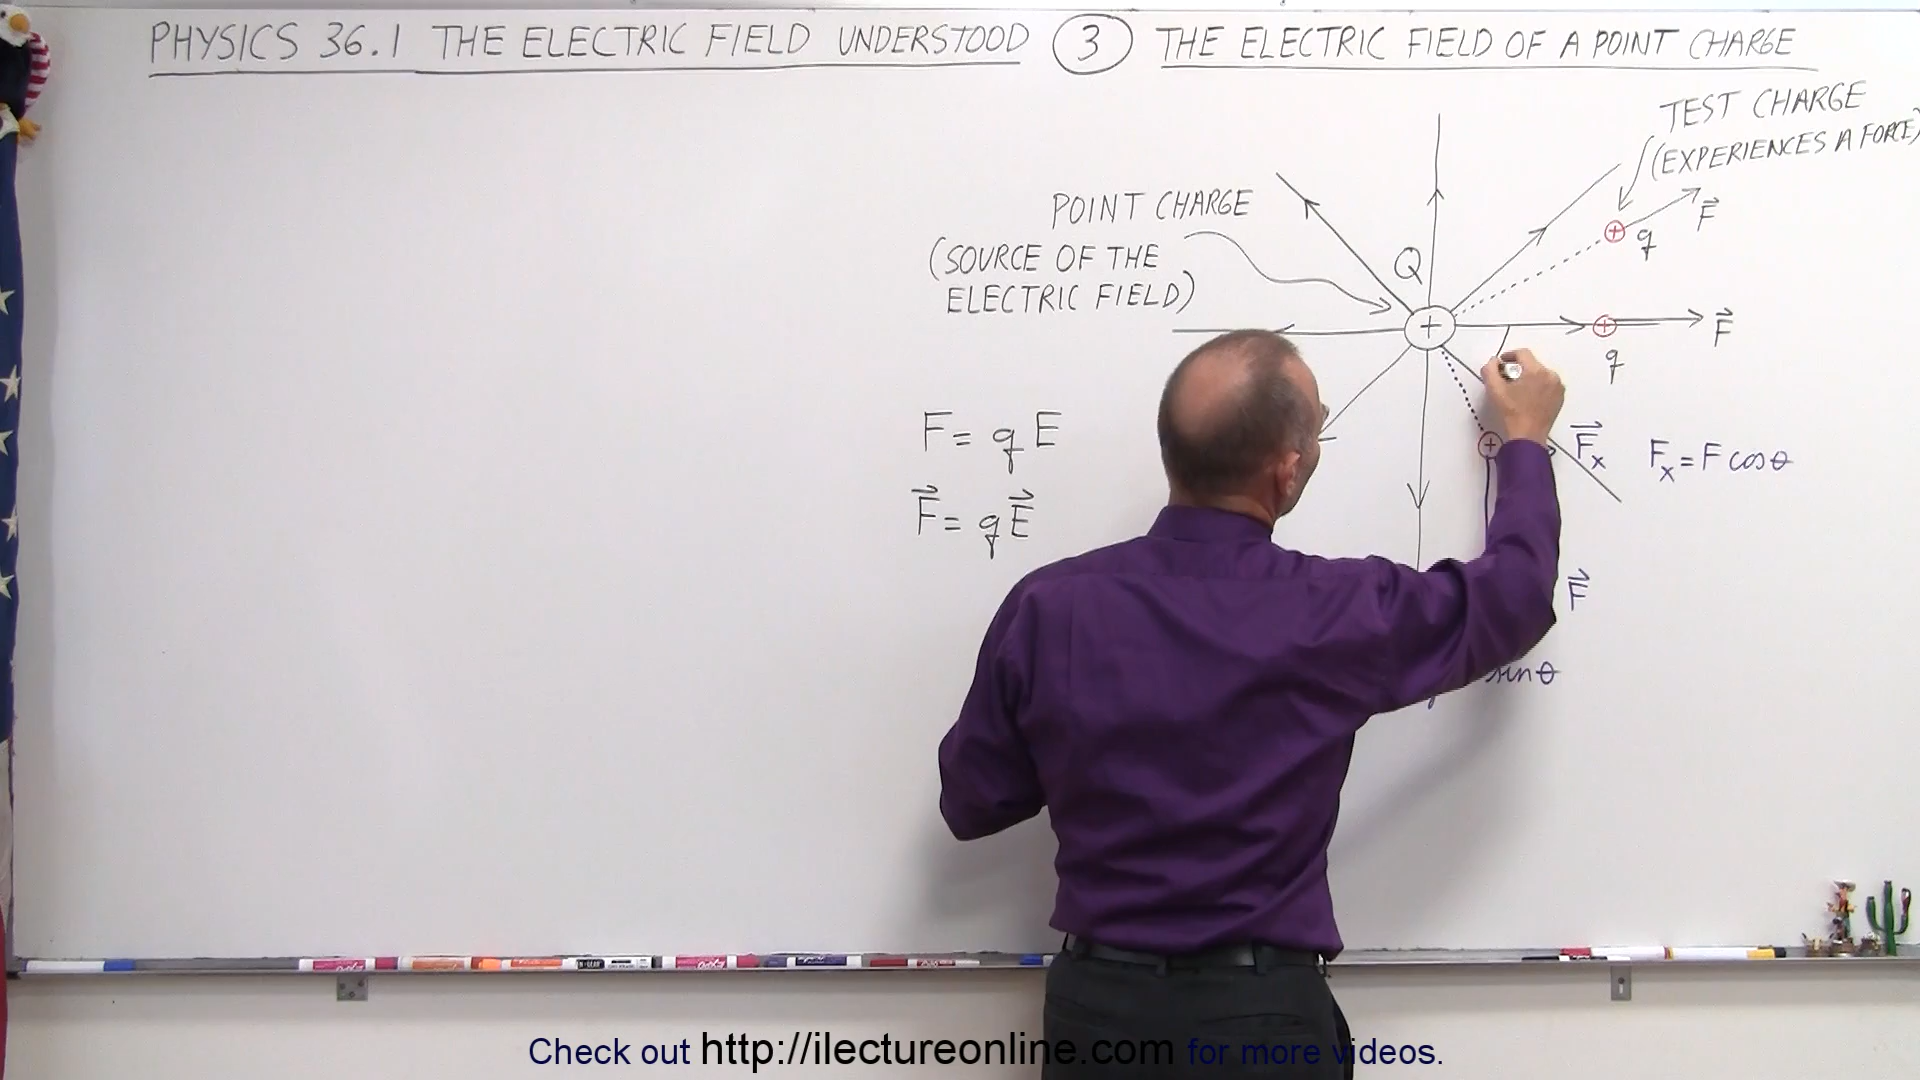 PHYSICS 36.1 THE ELECTRIC FIELD UNDERSTOOD 3 THE ELECTRIC FIELD OF A POINT CHARGE
TEST CHARGE
(EXPERIENCES A FORCE)
POINT CHARGE
(SOURCE OF THE
ELECTRIC FIELD)
Q
+
+
q
F⃗
+
q
F⃗
+
F⃗x
Fx = F cos θ
F = q E
F⃗ = q E⃗
F⃗
sin θ
Check out http://ilectureonline.com for more videos.